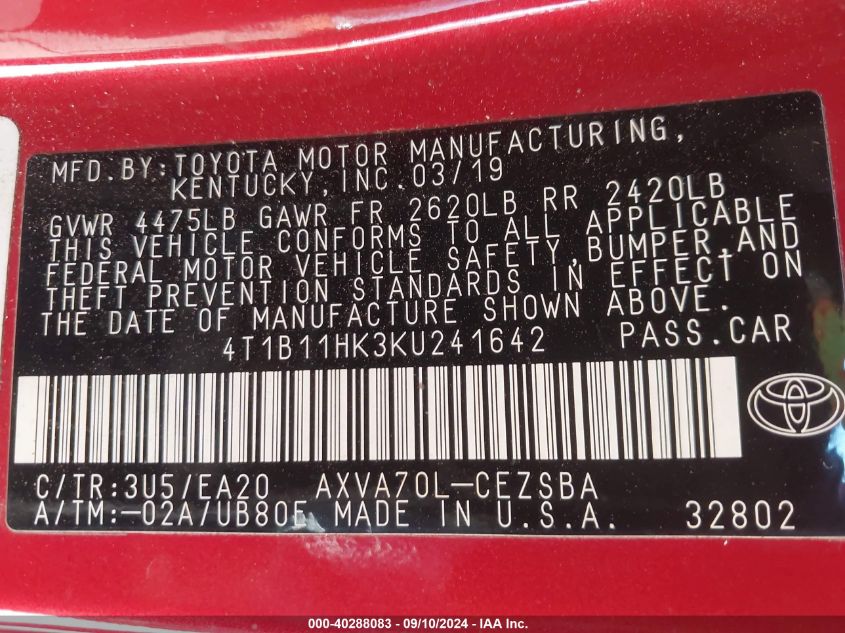 MFD.BY:TOYOTA MOTOR MANUFACTURING,
KENTUCKY,INC.03/19
GVWR 4475LB GAWR FR 2620LB RR 2420LB
THIS VEHICLE CONFORMS TO ALL APPLICABLE
FEDERAL MOTOR VEHICLE SAFETY,BUMPER,AND
THEFT PREVENTION STANDARDS IN EFFECT ON
THE DATE OF MANUFACTURE SHOWN ABOVE.
4T1B11HK3KU241642 PASS.CAR
C/TR:3U5/EA20 AXVA70L-CEZSBA
A/TM:-02A/UB80E MADE IN U.S.A. 32802
000-40288083 - 09/10/2024 - IAA Inc.